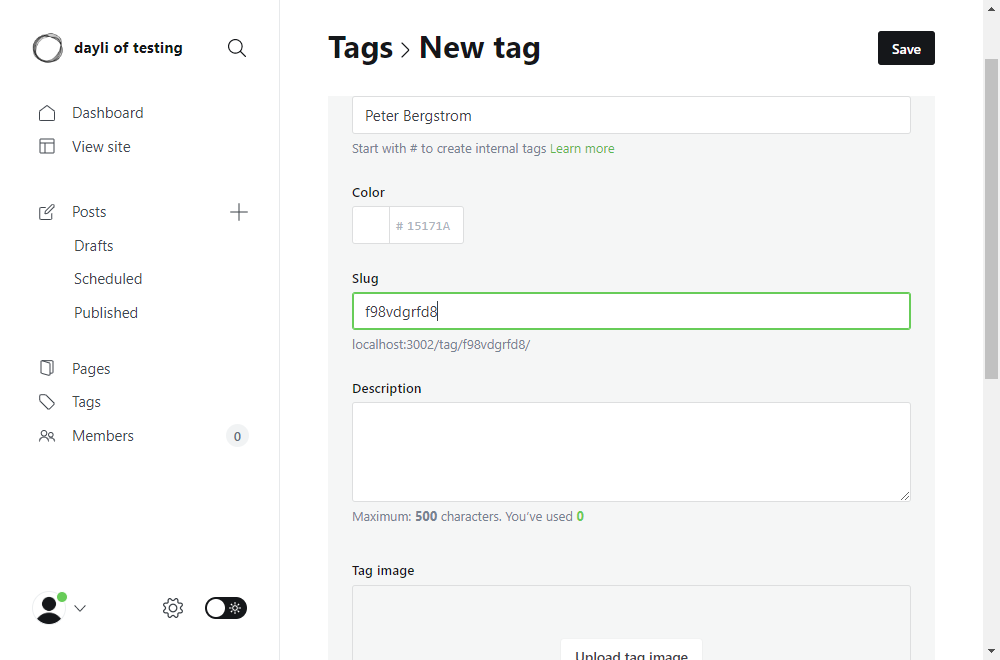 dayli of testing
Dashboard
View site
Posts
Drafts
Scheduled
Published
Pages
Tags
Members 0
Tags > New tag
Save
Peter Bergstrom
Start with # to create internal tags Learn more
Color
# 15171A
Slug
f98vdgrfd8
localhost:3002/tag/f98vdgrfd8/
Description
Maximum: 500 characters. You’ve used 0
Tag image
Upload tag image